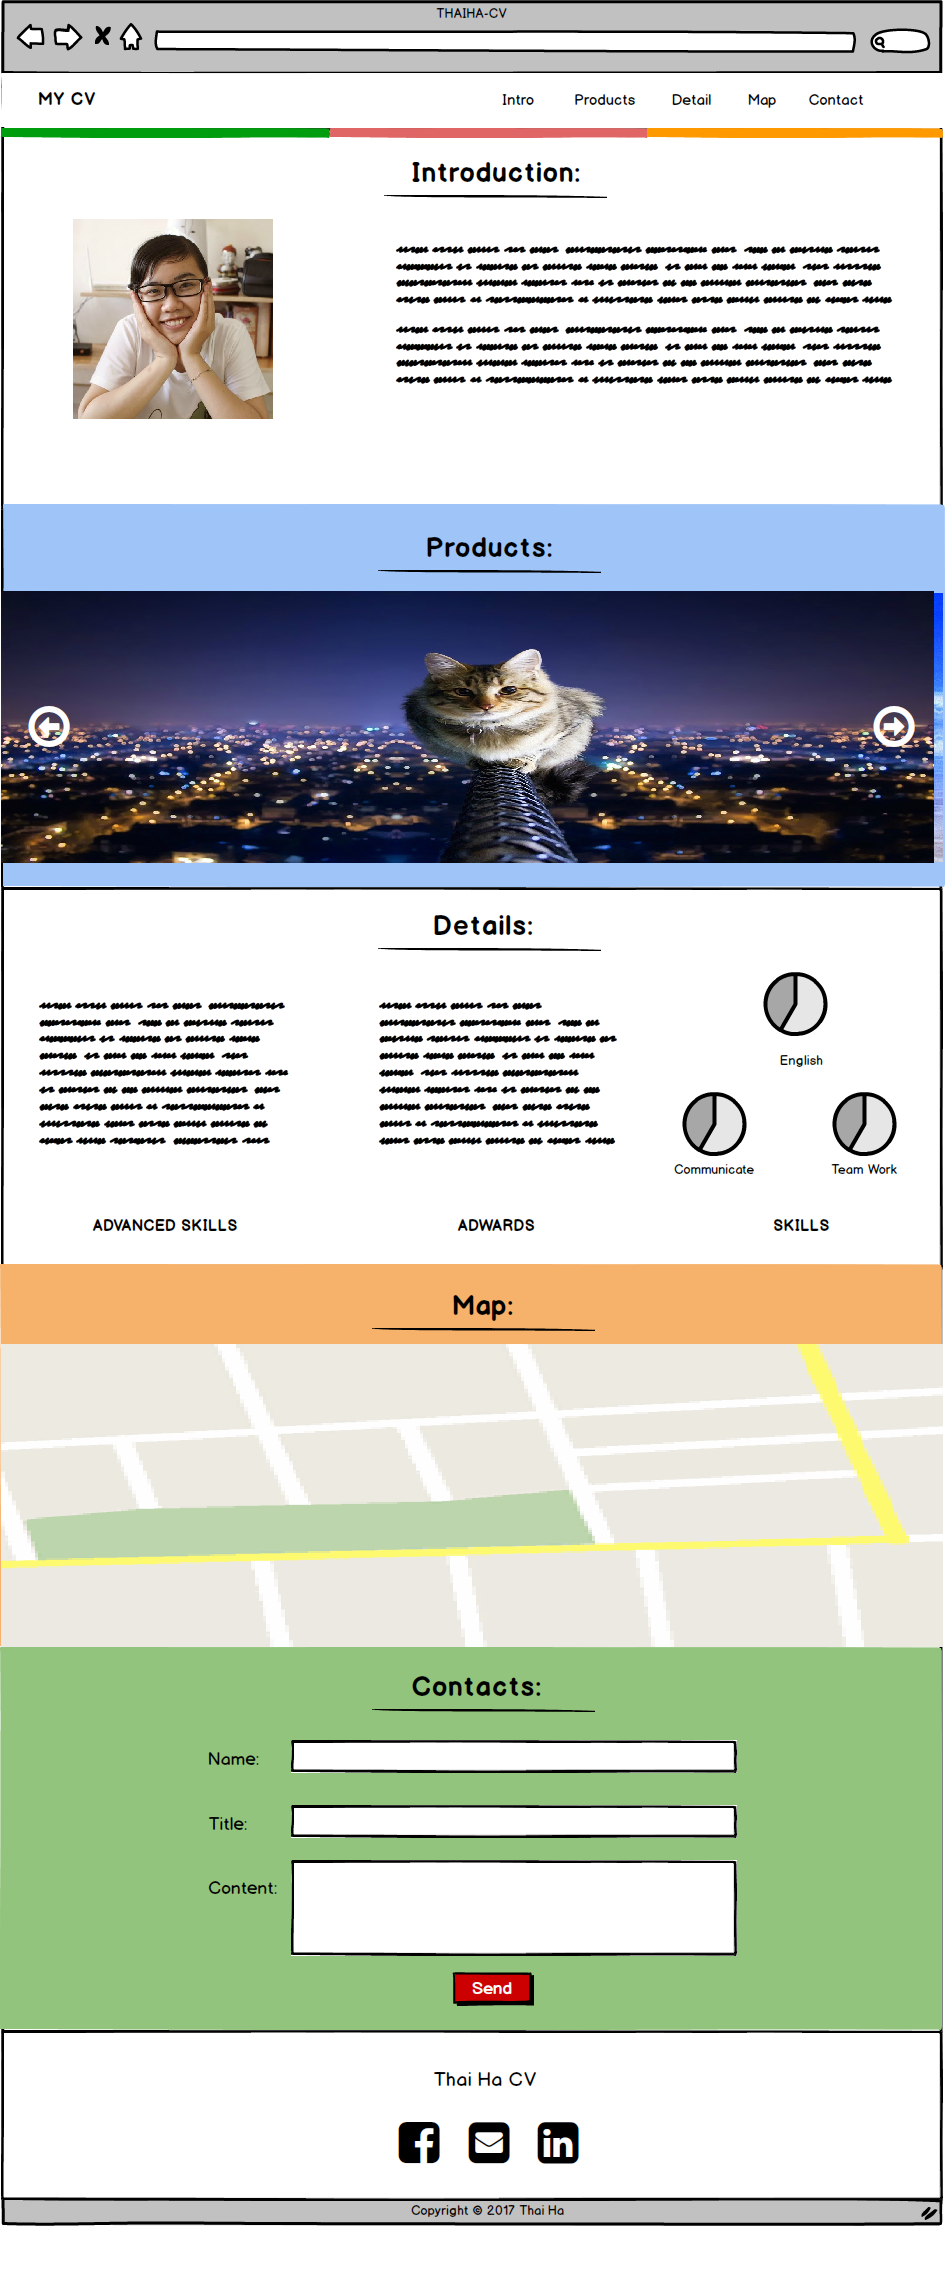 THAIHA-CV
MY CV
Intro Products Detail Map Contact
Introduction:
Products:
Details:
English
Communicate Team Work
ADVANCED SKILLS ADWARDS SKILLS
Map:
Contacts:
Name:
Title:
Content:
Send
Thai Ha CV
f in
Copyright © 2017 Thai Ha